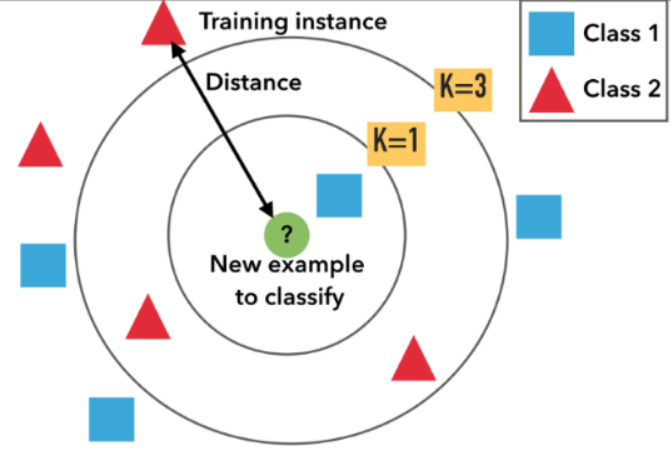 Training instance
Class 1
Class 2
Distance
K=3
K=1
?
New example
to classify